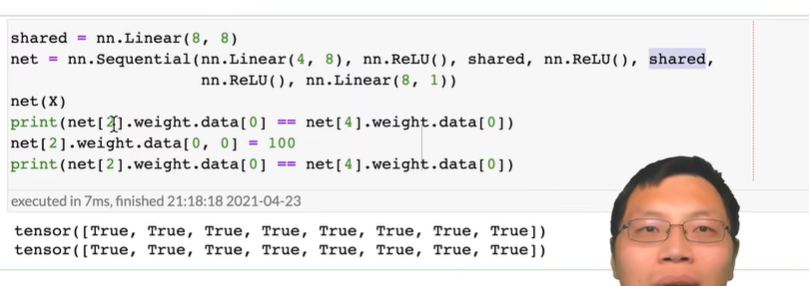 shared = nn.Linear(8, 8)
net = nn.Sequential(nn.Linear(4, 8), nn.ReLU(), shared, nn.ReLU(), shared,
nn.ReLU(), nn.Linear(8, 1))
net(X)
print(net[2].weight.data[0] == net[4].weight.data[0])
net[2].weight.data[0, 0] = 100
print(net[2].weight.data[0] == net[4].weight.data[0])
executed in 7ms, finished 21:18:18 2021-04-23
tensor([True, True, True, True, True, True, True, True])
tensor([True, True, True, True, True, True, True, True])